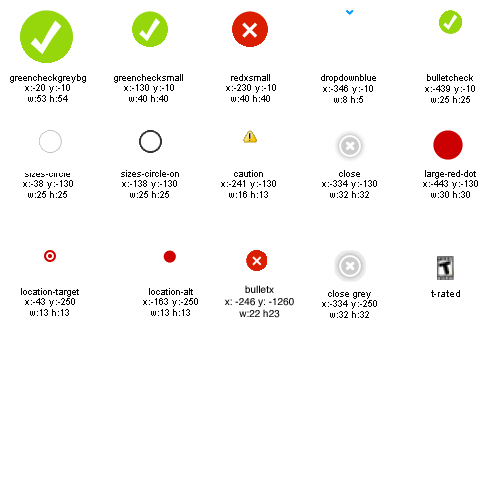 greencheckgreybg
x:-20 y:-10
w:53 h:54
greenchecksmall
x:-130 y:-10
w:40 h:40
redxsmall
x:-230 y:-10
w:40 h:40
dropdownblue
x:-346 y:-10
w:8 h:5
bulletcheck
x:-439 y:-10
w:25 h:25
sizes-circle
x:-38 y:-130
w:25 h:25
sizes-circle-on
x:-138 y:-130
w:25 h:25
caution
x:-241 y:-130
w:16 h:13
close
x:-334 y:-130
w:32 h:32
large-red-dot
x:-443 y:-130
w:30 h:30
location-target
x:-43 y:-250
w:13 h:13
location-alt
x:-163 y:-250
w:13 h:13
bulletx
x: -246 y: -1260
w:22 h23
close grey
x:-334 y:-250
w:32 h:32
T
t-rated